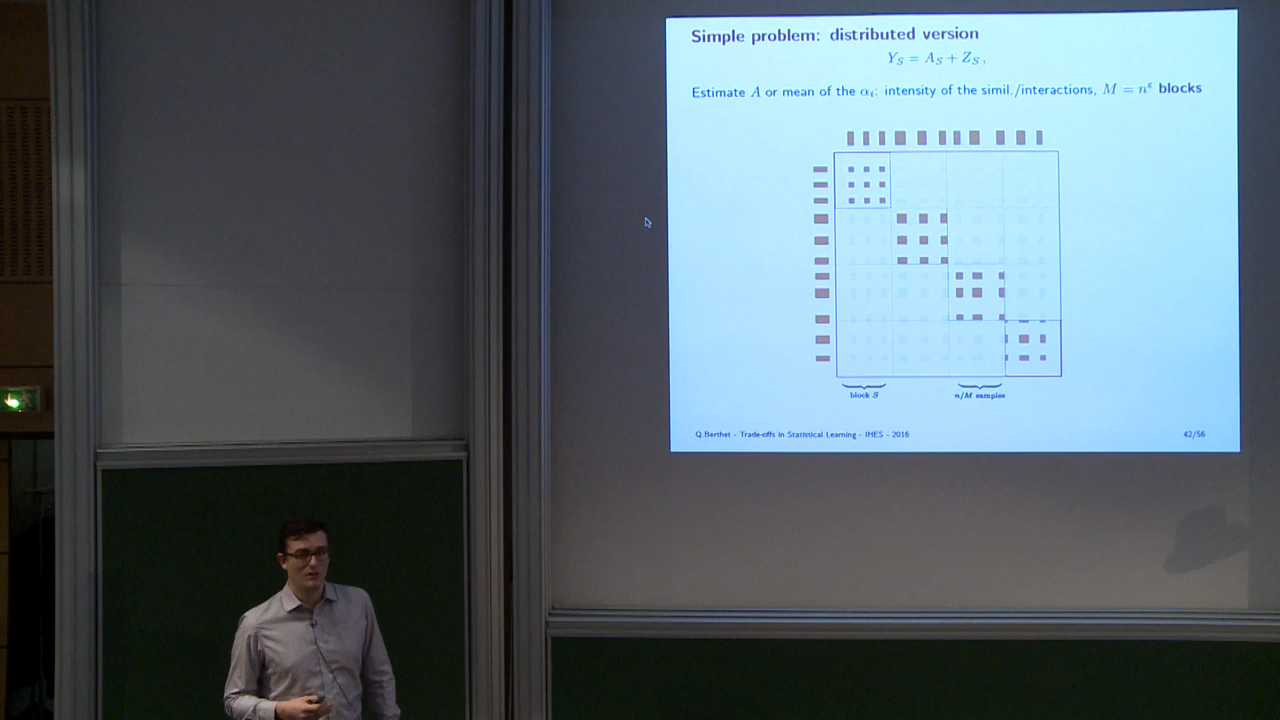 Simple problem: distributed version
Y_S = A_S + Z_S ,
Estimate A or mean of the α_i: intensity of the simil./interactions, M = n^ε blocks
block S
n/M samples
Q.Berthet - Trade-offs in Statistical Learning - IHES - 2016
42/56